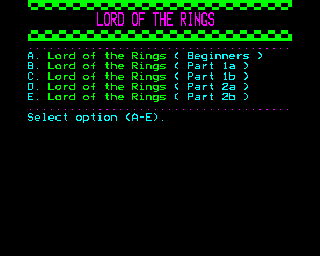 LORD OF THE RINGS
A. Lord of the Rings ( Beginners )
B. Lord of the Rings ( Part 1a )
C. Lord of the Rings ( Part 1b )
D. Lord of the Rings ( Part 2a )
E. Lord of the Rings ( Part 2b )
Select option (A-E).